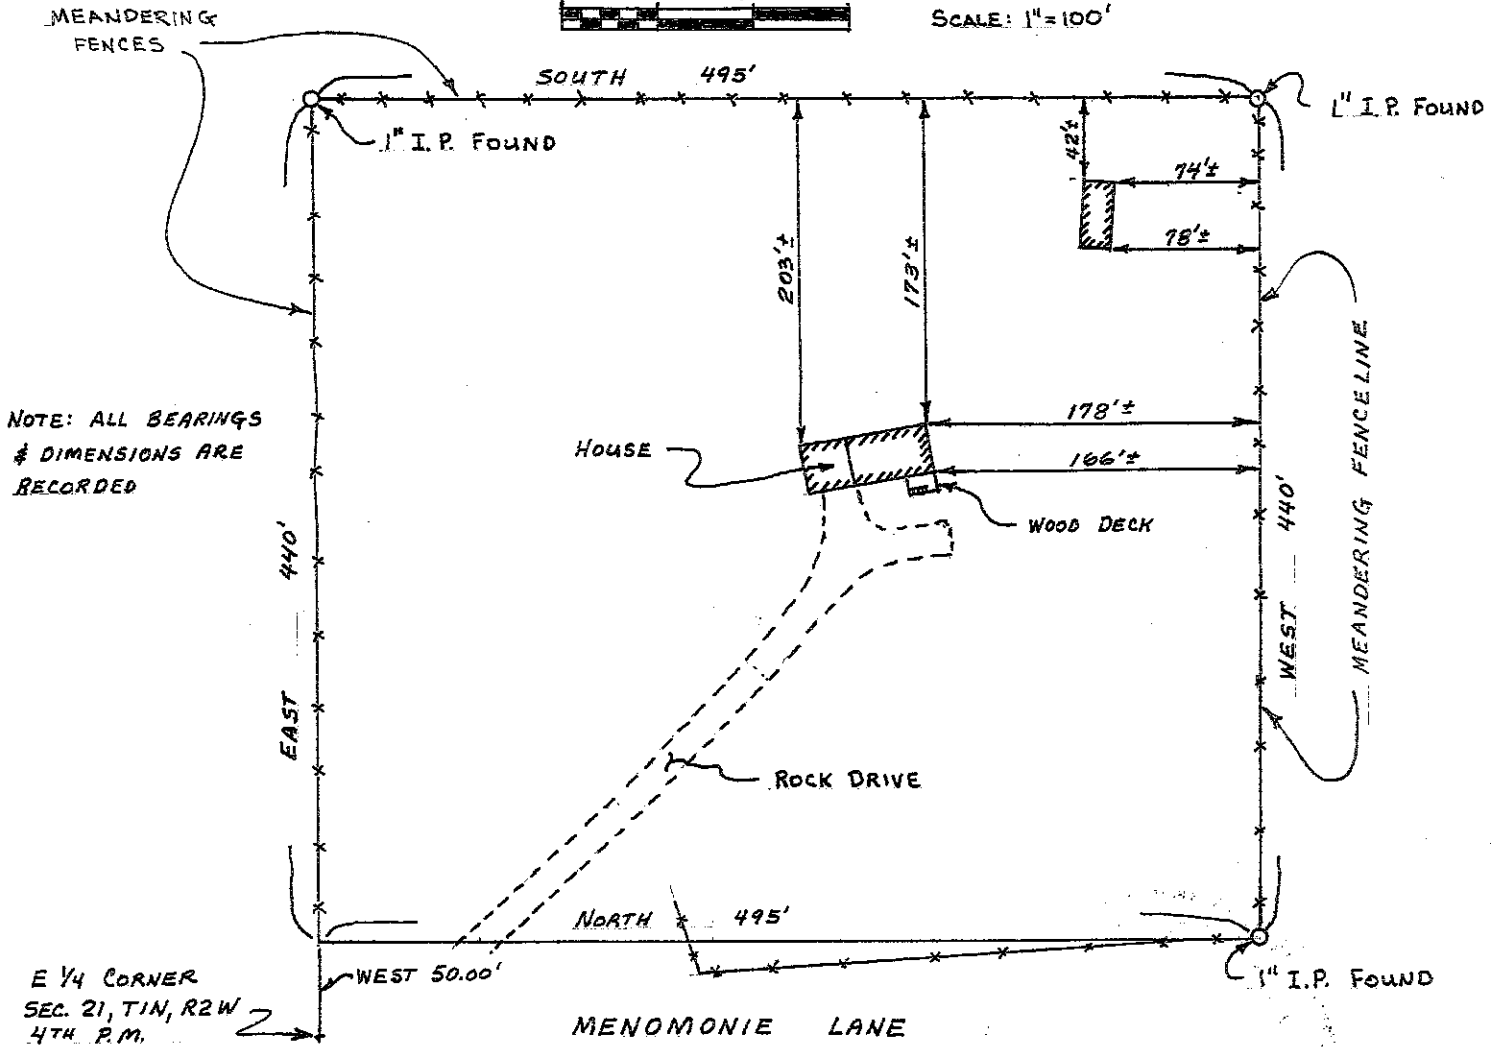 MEANDERING
FENCES
SCALE: 1"=100'
SOUTH 495'
1" I.P. FOUND
1" I.P. FOUND
42'±
74'±
78'±
203'±
173'±
NOTE: ALL BEARINGS
& DIMENSIONS ARE
RECORDED
HOUSE
178'±
166'±
WOOD DECK
EAST 440'
WEST 440'
MEANDERING FENCELINE
ROCK DRIVE
NORTH 495'
E 1/4 CORNER
SEC. 21, T1N, R2W
4TH P.M.
WEST 50.00'
1" I.P. FOUND
MENOMONIE LANE